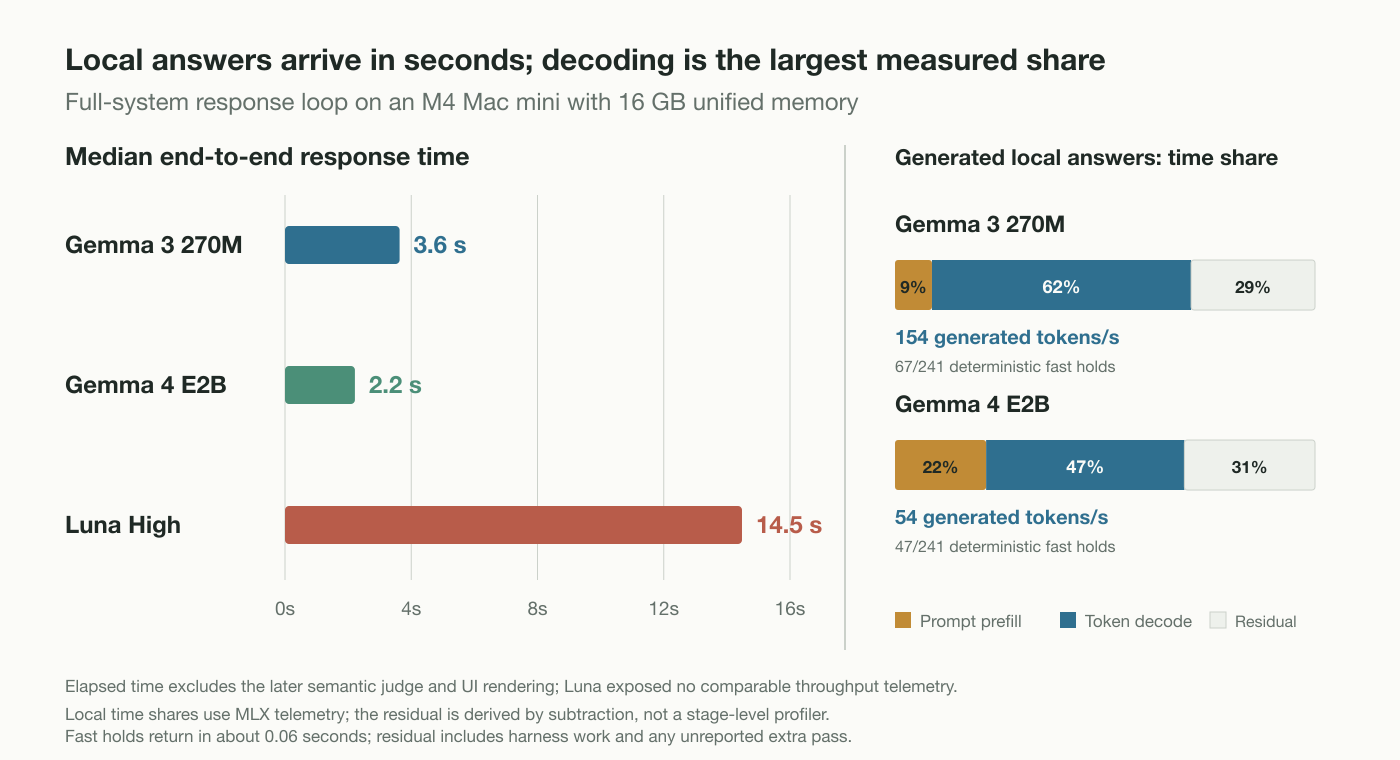 Local answers arrive in seconds; decoding is the largest measured share
Full-system response loop on an M4 Mac mini with 16 GB unified memory
Median end-to-end response time
Gemma 3 270M
3.6 s
Gemma 4 E2B
2.2 s
Luna High
14.5 s
0s
4s
8s
12s
16s
Generated local answers: time share
Gemma 3 270M
9%
62%
29%
154 generated tokens/s
67/241 deterministic fast holds
Gemma 4 E2B
22%
47%
31%
54 generated tokens/s
47/241 deterministic fast holds
Prompt prefill
Token decode
Residual
Elapsed time excludes the later semantic judge and UI rendering; Luna exposed no comparable throughput telemetry.
Local time shares use MLX telemetry; the residual is derived by subtraction, not a stage-level profiler.
Fast holds return in about 0.06 seconds; residual includes harness work and any unreported extra pass.